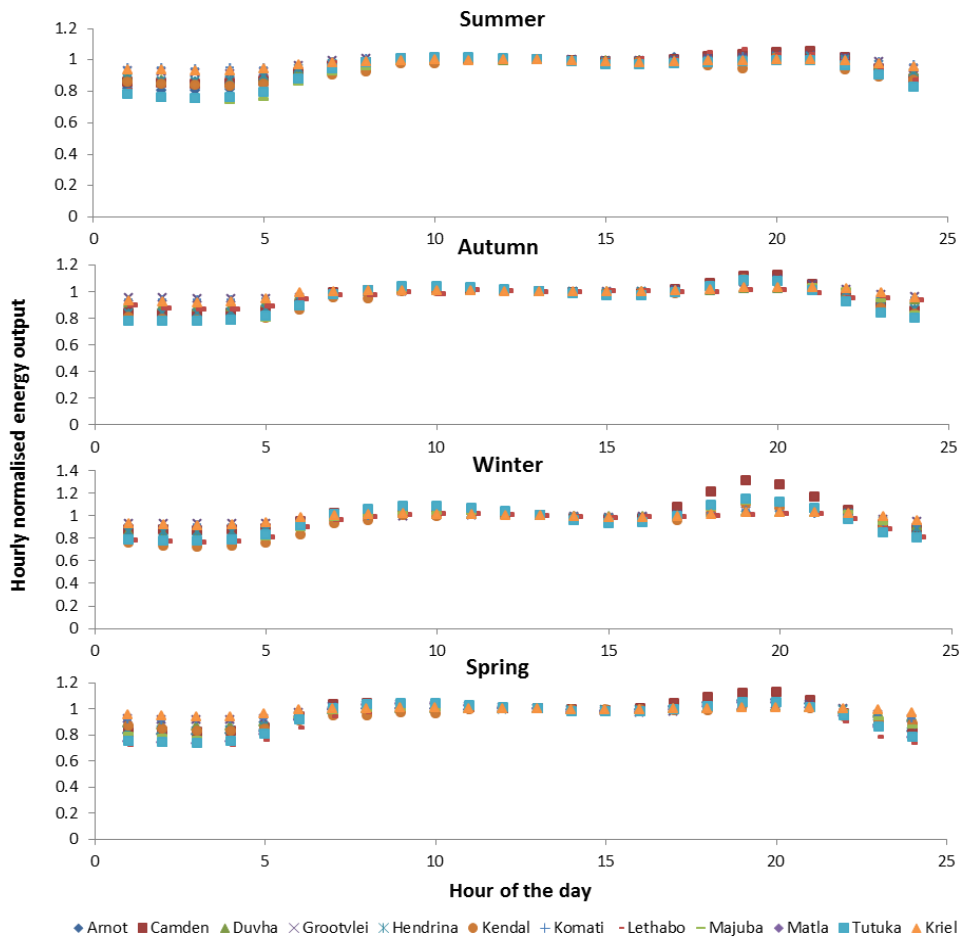 Summer
1.2
1
0.8
0.6
0.4
0.2
0
0 5 10 15 20 25
Autumn
1.2
1
0.8
0.6
0.4
0.2
0
0 5 10 15 20 25
Winter
1.4
1.2
1
0.8
0.6
0.4
0.2
0
0 5 10 15 20 25
Spring
1.2
1
0.8
0.6
0.4
0.2
0
0 5 10 15 20 25
Hourly normalised energy output
Hour of the day
Arnot Camden Duvha Grootvlei Hendrina Kendal Komati Lethabo Majuba Matla Tutuka Kriel